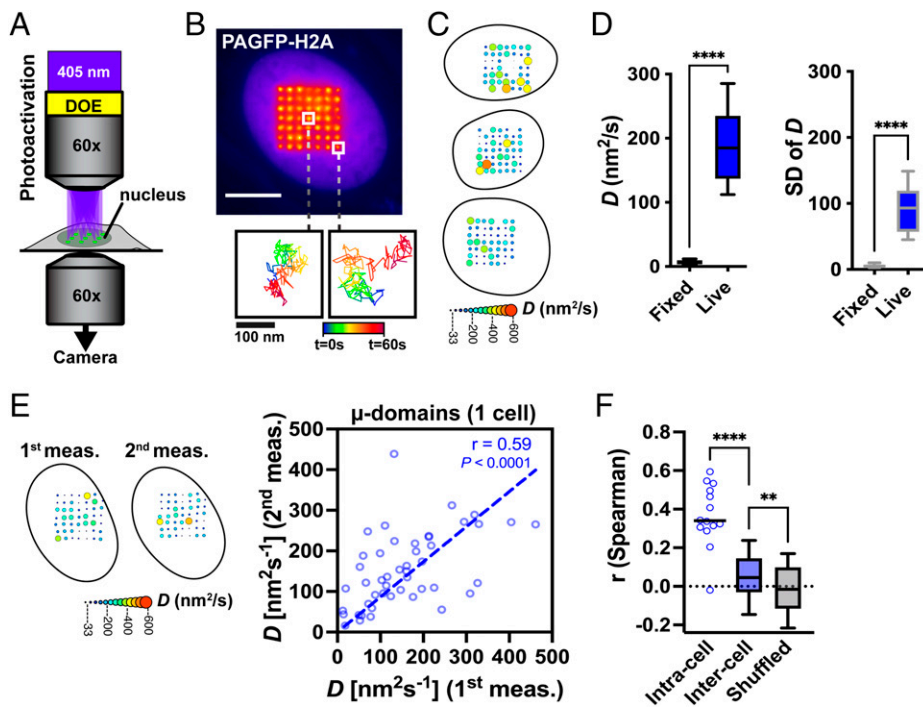 A
Photoactivation
405 nm
DOE
60x
nucleus
60x
Camera
B
PAGFP-H2A
100 nm
t=0s
t=60s
C
D (nm²/s)
33
200
400
600
D
D (nm²/s)
300
200
100
0
Fixed
Live
****
SD of D
300
200
100
0
Fixed
Live
****
E
1st meas.
2nd meas.
D (nm²/s)
33
200
400
600
μ-domains (1 cell)
r = 0.59
P < 0.0001
D [nm²s⁻¹] (2nd meas.)
500
400
300
200
100
0
0
100
200
300
400
500
D [nm²s⁻¹] (1st meas.)
F
r (Spearman)
0.8
0.6
0.4
0.2
0.0
-0.2
****
**
Intra-cell
Inter-cell
Shuffled